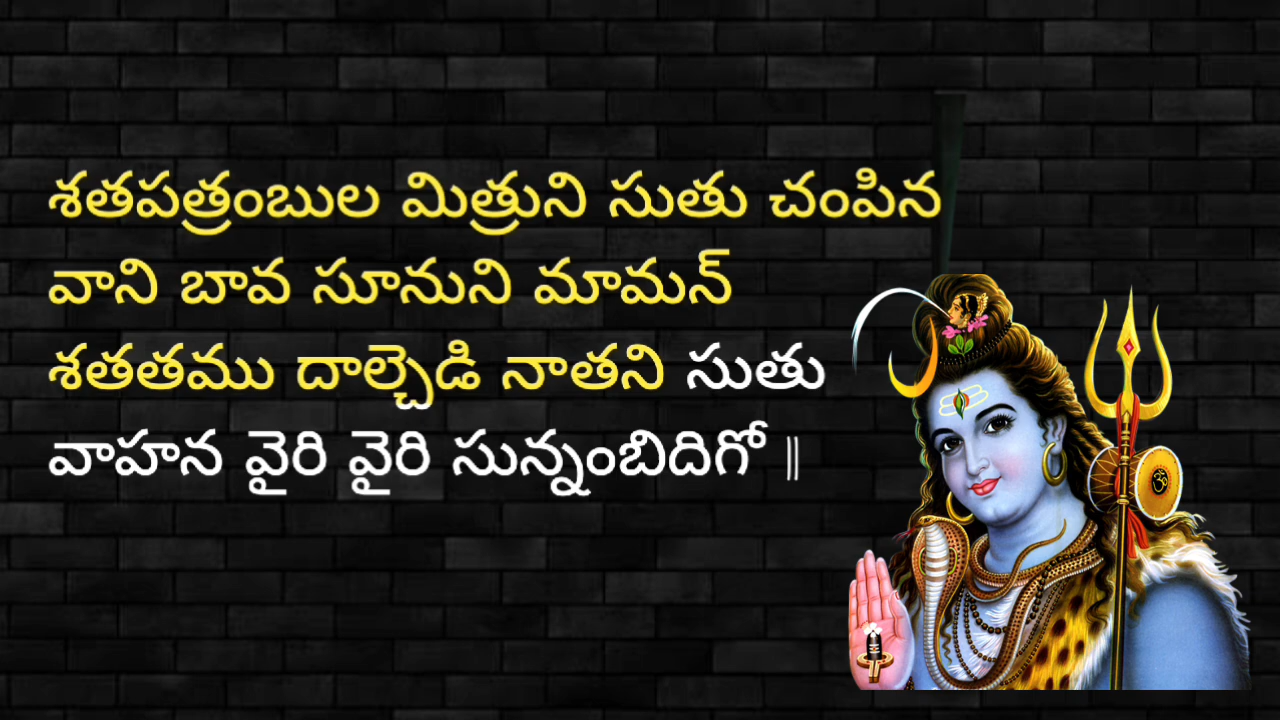 శతపత్రంబుల మిత్రుని సుతు చంపిన
వాని బావ సూనుని మామన్
శతతము దాల్చెడి నాతని సుతు
వాహన వైరి వైరి సున్నంబిదిగో ||